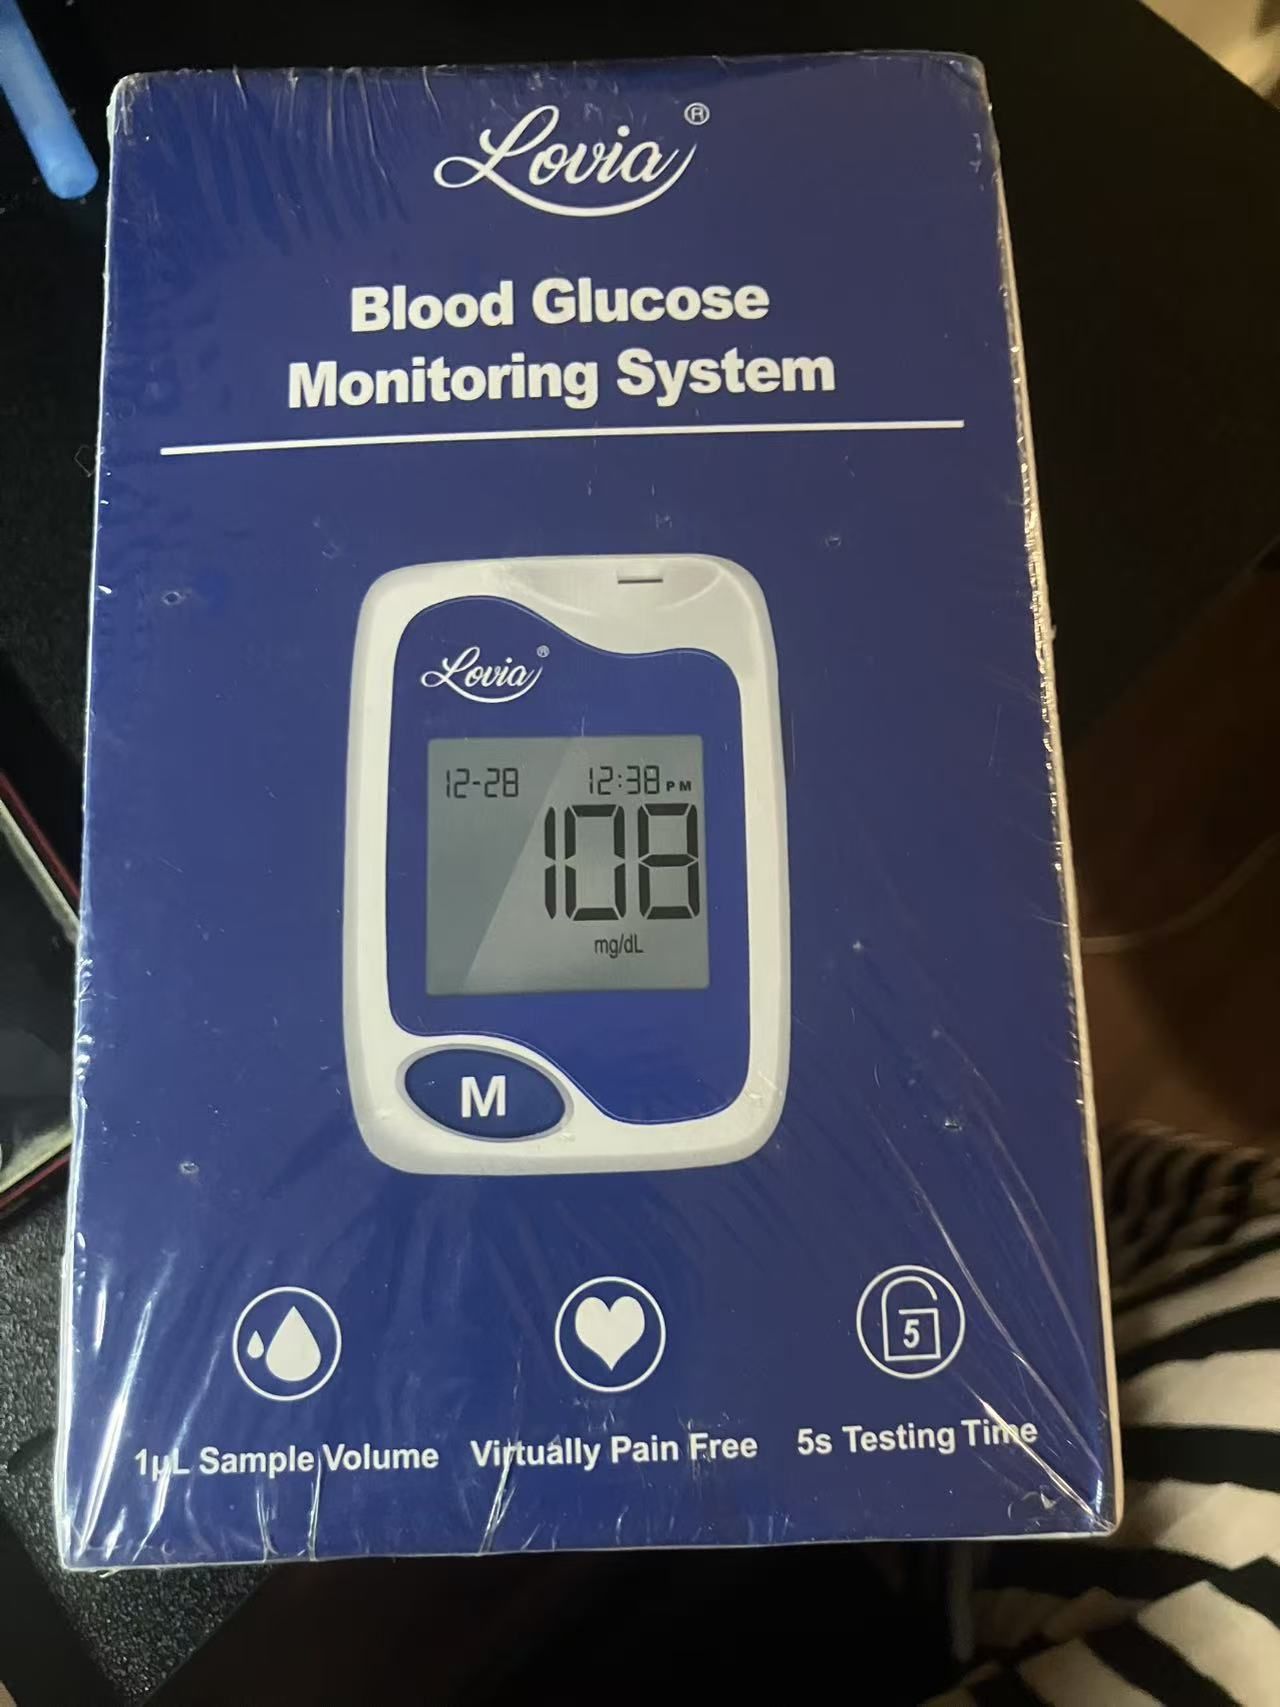 Lovia®
Blood Glucose
Monitoring System
Lovia®
12-28 12:38 PM
108
mg/dL
M
5
1µL Sample Volume Virtually Pain Free 5s Testing Time